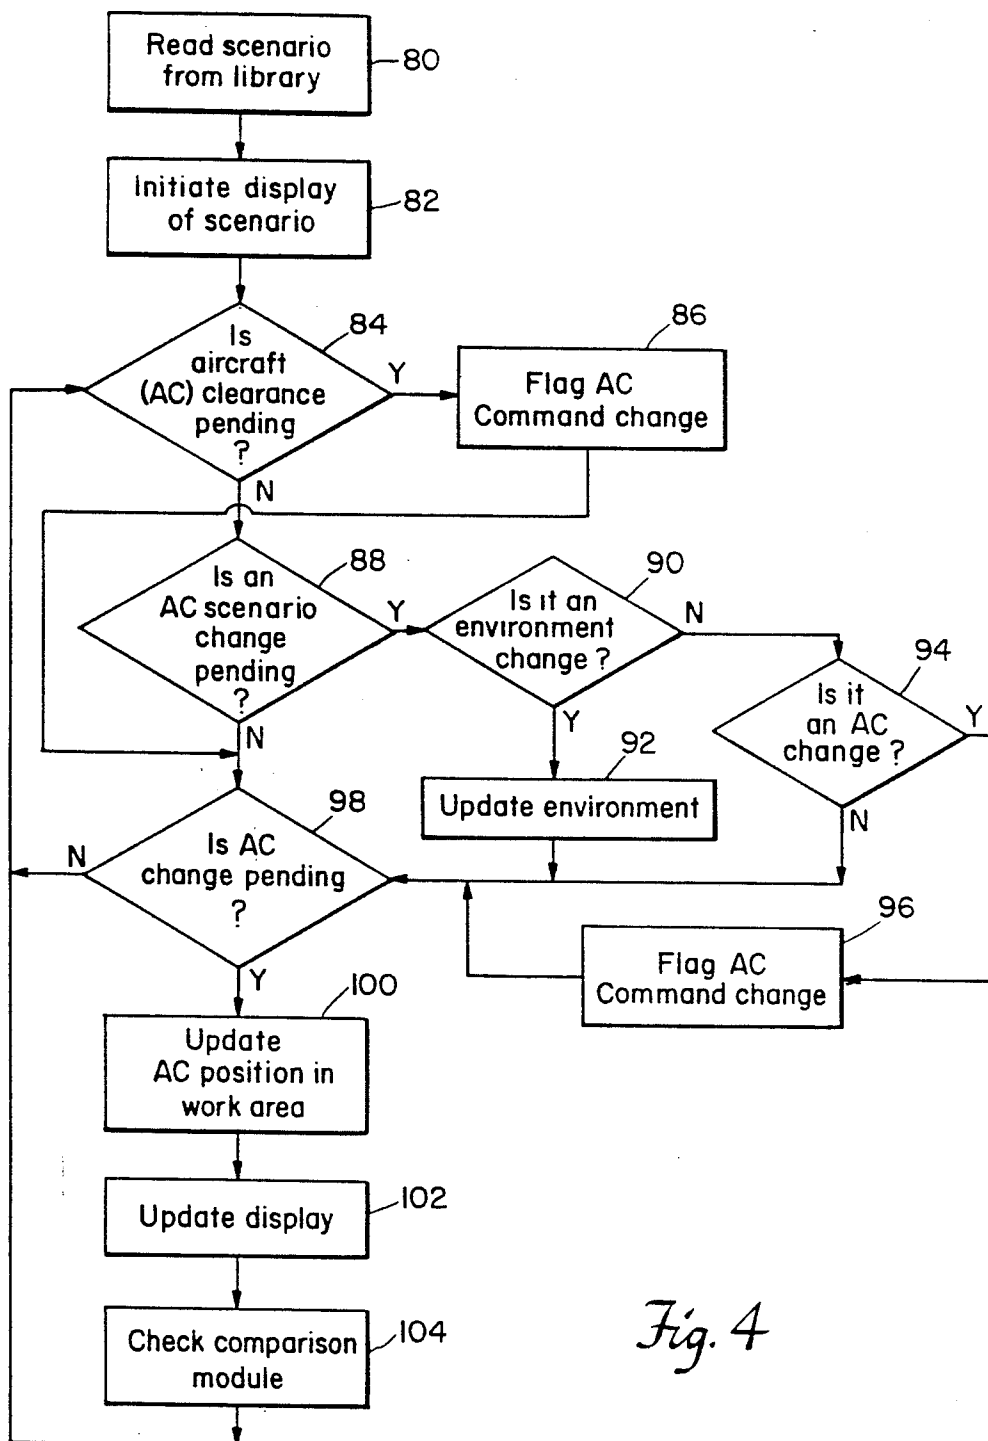 Read scenario
from library
80
Initiate display
of scenario
82
Is
aircraft
(AC) clearance
pending
?
84
Y
N
Flag AC
Command change
86
Is an
AC scenario
change
pending
?
88
Y
N
Is it an
environment
change ?
90
N
Y
Update environment
92
Is it
an AC
change ?
94
Y
N
Flag AC
Command change
96
Is AC
change pending
?
98
N
Y
Update
AC position in
work area
100
Update display
102
Check comparison
module
104
Fig. 4